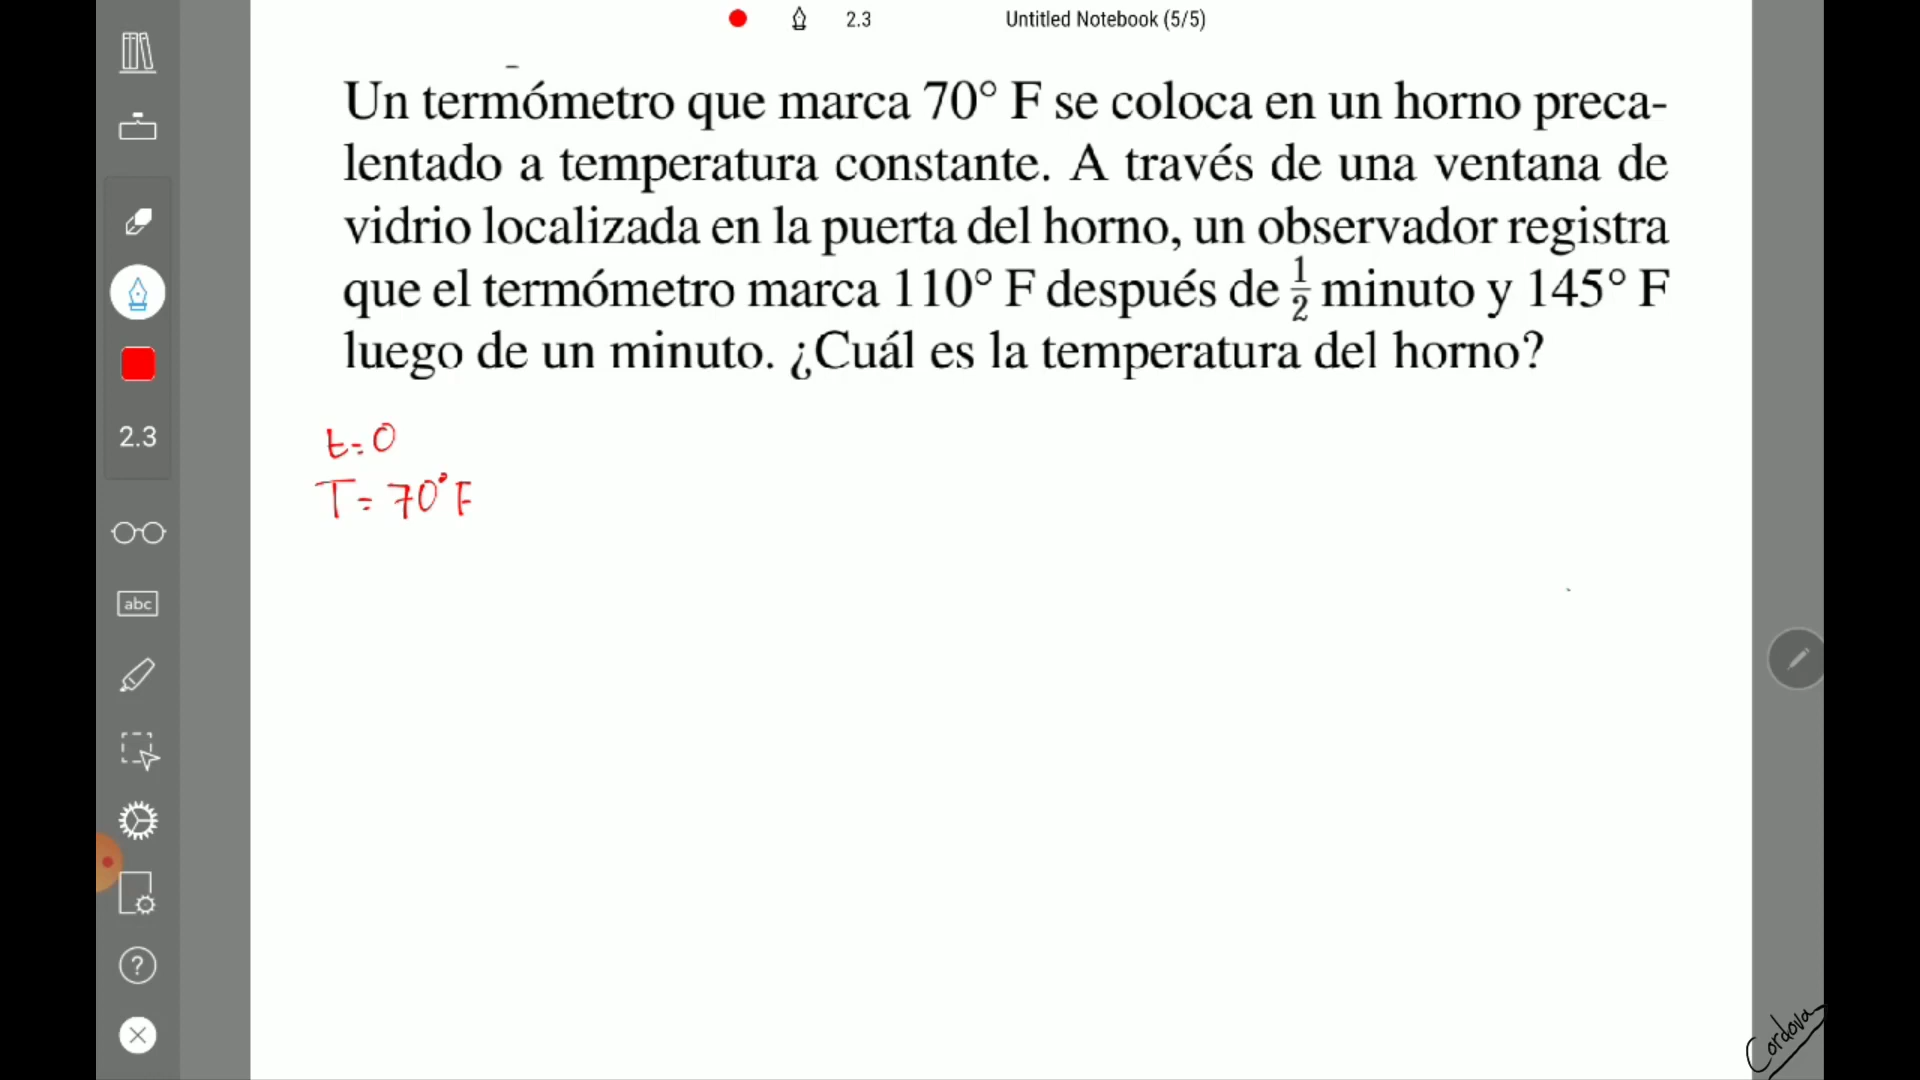 2.3 Untitled Notebook (5/5)
Un termómetro que marca 70° F se coloca en un horno preca-
lentado a temperatura constante. A través de una ventana de
vidrio localizada en la puerta del horno, un observador registra
que el termómetro marca 110° F después de 1/2 minuto y 145° F
luego de un minuto. ¿Cuál es la temperatura del horno?
t=0
T= 70°F
2.3
abc
?
Cordova